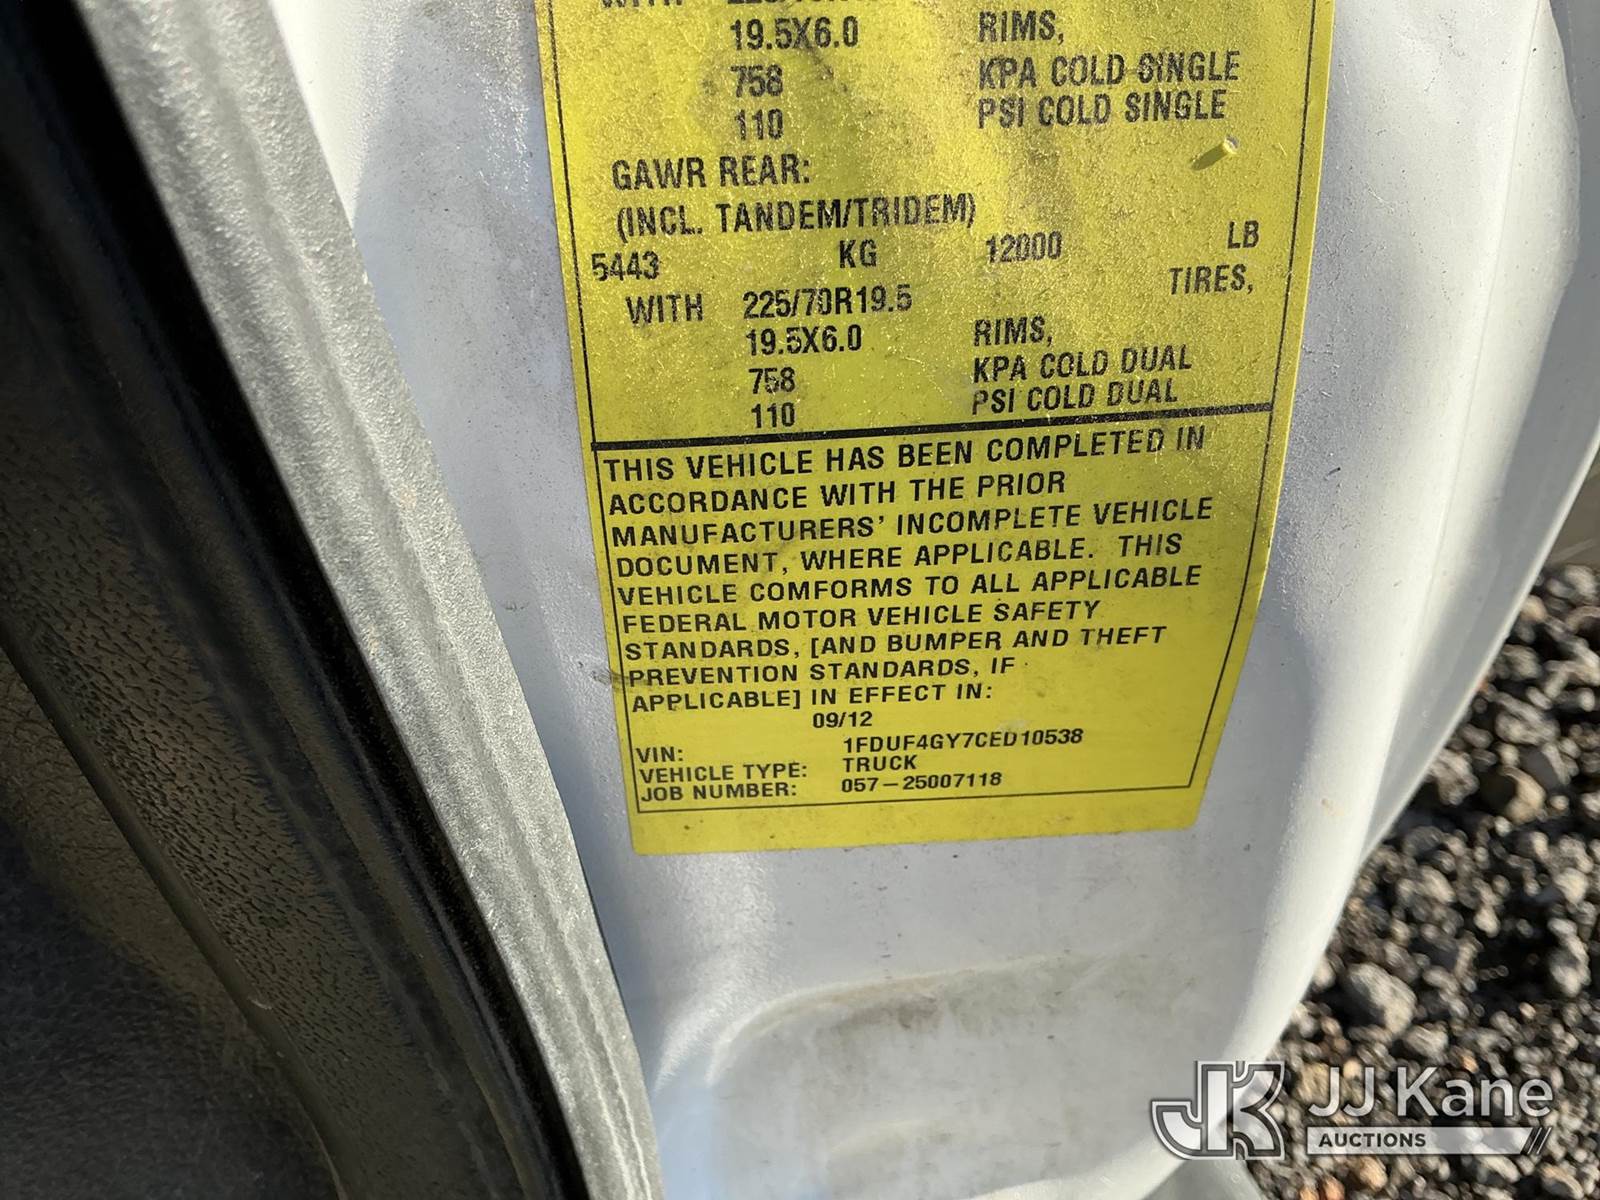 WITH
19.5X6.0 RIMS,
758 KPA COLD SINGLE
110 PSI COLD SINGLE
GAWR REAR:
(INCL. TANDEM/TRIDEM)
5443 KG 12000 LB
WITH 225/70R19.5 TIRES,
19.5X6.0 RIMS,
758 KPA COLD DUAL
110 PSI COLD DUAL
THIS VEHICLE HAS BEEN COMPLETED IN
ACCORDANCE WITH THE PRIOR
MANUFACTURERS' INCOMPLETE VEHICLE
DOCUMENT, WHERE APPLICABLE. THIS
VEHICLE COMFORMS TO ALL APPLICABLE
FEDERAL MOTOR VEHICLE SAFETY
STANDARDS, [AND BUMPER AND THEFT
PREVENTION STANDARDS, IF
APPLICABLE] IN EFFECT IN:
09/12
VIN: 1FDUF4GY7CED10538
VEHICLE TYPE: TRUCK
JOB NUMBER: 057-25007118
JK JJ Kane
AUCTIONS